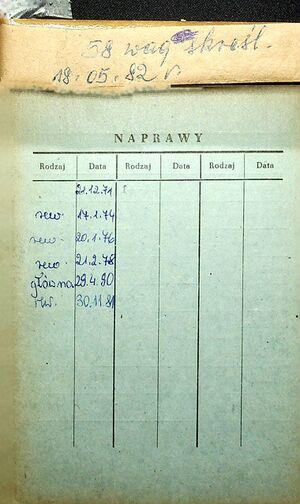 58 wag skreśl.
18.05.82 r.
NAPRAWY
Rodzaj Data Rodzaj Data Rodzaj Data
21.12.71
rew. 17.1.74
rew. 20.1.76
rew 21.2.78
główna 29.4.80
rew. 30.11.81